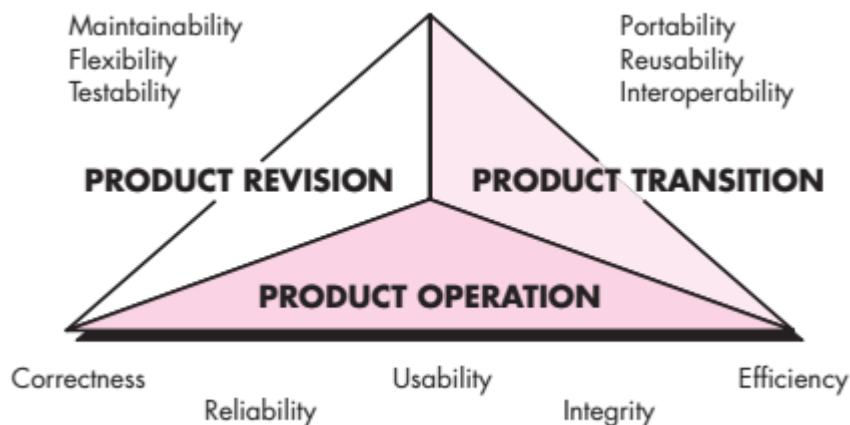 Maintainability
Flexibility
Testability
Portability
Reusability
Interoperability
PRODUCT REVISION
PRODUCT TRANSITION
PRODUCT OPERATION
Correctness
Usability
Efficiency
Reliability
Integrity